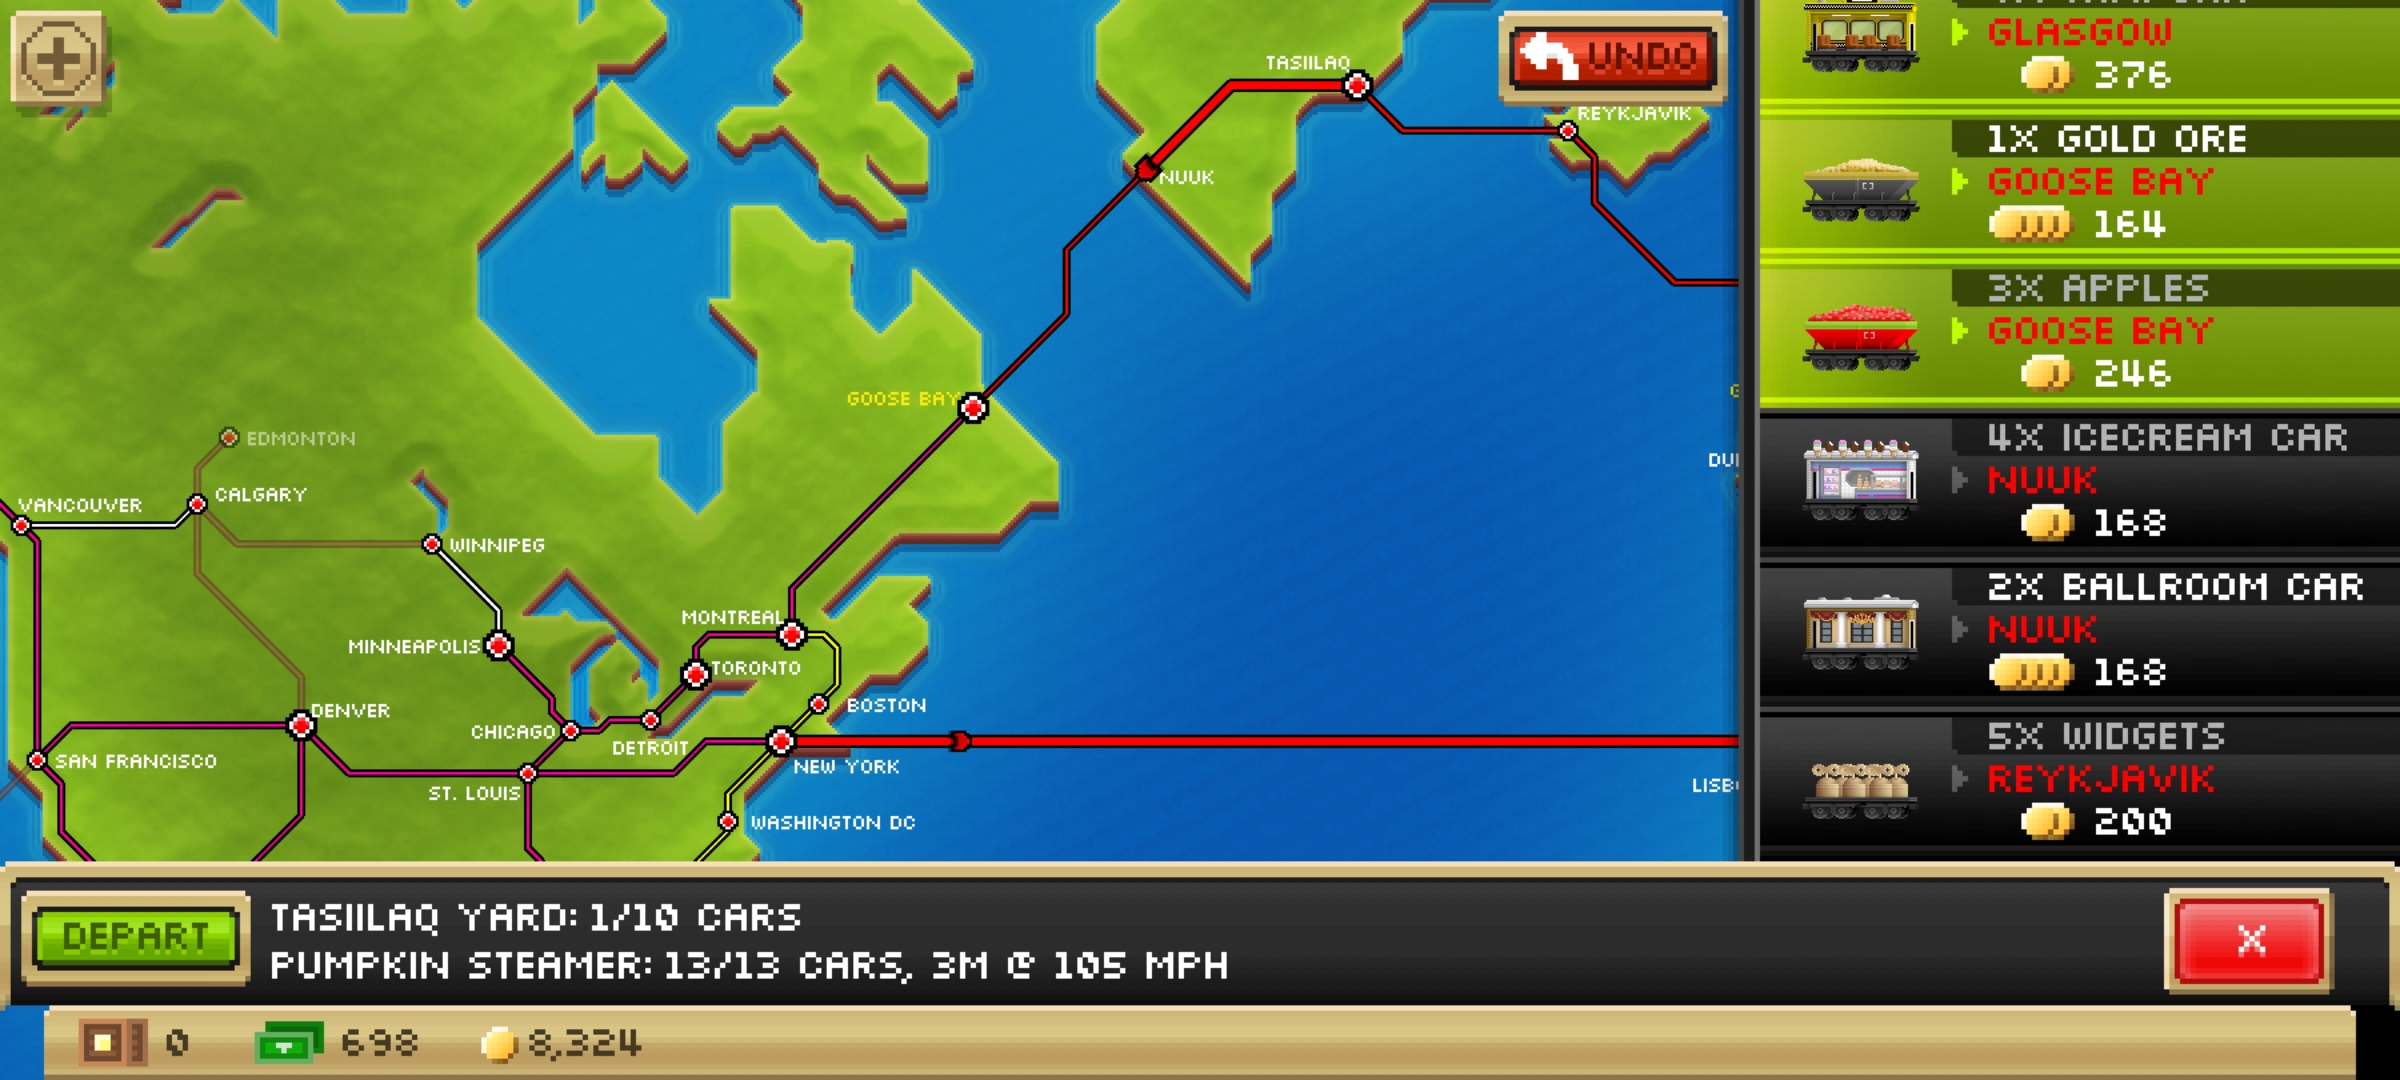 UNDO
TASIILAQ
REYKJAVIK
NUUK
GOOSE BAY
EDMONTON
CALGARY
VANCOUVER
WINNIPEG
MONTREAL
MINNEAPOLIS
TORONTO
DENVER
BOSTON
CHICAGO
DETROIT
SAN FRANCISCO
NEW YORK
ST. LOUIS
WASHINGTON DC
GLASGOW
376
1X GOLD ORE
GOOSE BAY
164
3X APPLES
GOOSE BAY
246
4X ICECREAM CAR
NUUK
168
2X BALLROOM CAR
NUUK
168
5X WIDGETS
REYKJAVIK
200
DEPART
TASIILAQ YARD: 1/10 CARS
PUMPKIN STEAMER: 13/13 CARS, 3M @ 105 MPH
X
0
698
8,324